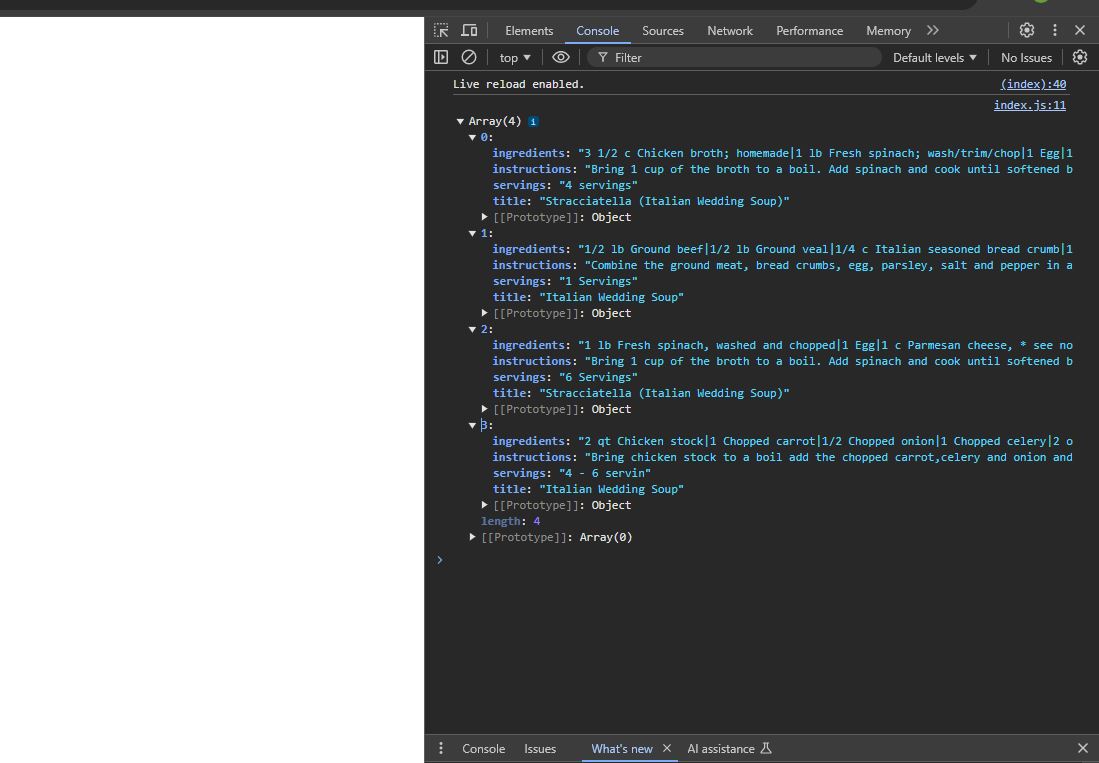 Elements Console Sources Network Performance Memory
top Filter Default levels No Issues
Live reload enabled. (index):40
index.js:11
Array(4) i
0:
ingredients: "3 1/2 c Chicken broth; homemade|1 lb Fresh spinach; wash/trim/chop|1 Egg|1
instructions: "Bring 1 cup of the broth to a boil. Add spinach and cook until softened b
servings: "4 servings"
title: "Stracciatella (Italian Wedding Soup)"
[[Prototype]]: Object
1:
ingredients: "1/2 lb Ground beef|1/2 lb Ground veal|1/4 c Italian seasoned bread crumb|1
instructions: "Combine the ground meat, bread crumbs, egg, parsley, salt and pepper in a
servings: "1 Servings"
title: "Italian Wedding Soup"
[[Prototype]]: Object
2:
ingredients: "1 lb Fresh spinach, washed and chopped|1 Egg|1 c Parmesan cheese, * see no
instructions: "Bring 1 cup of the broth to a boil. Add spinach and cook until softened b
servings: "6 Servings"
title: "Stracciatella (Italian Wedding Soup)"
[[Prototype]]: Object
3:
ingredients: "2 qt Chicken stock|1 Chopped carrot|1/2 Chopped onion|1 Chopped celery|2 o
instructions: "Bring chicken stock to a boil add the chopped carrot,celery and onion and
servings: "4 - 6 servin"
title: "Italian Wedding Soup"
[[Prototype]]: Object
length: 4
[[Prototype]]: Array(0)
Console Issues What's new AI assistance